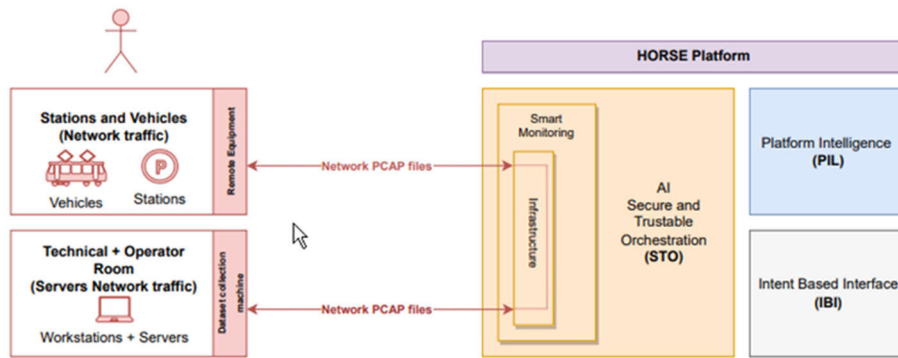 HORSE Platform
Stations and Vehicles
(Network traffic)
P
Vehicles
Stations
Remote Equipment
Network PCAP files
Technical + Operator
Room
(Servers Network traffic)
Workstations + Servers
Dataset collection
machine
Network PCAP files
Smart
Monitoring
Infrastructure
AI
Secure and
Trustable
Orchestration
(STO)
Platform Intelligence
(PIL)
Intent Based Interface
(IBI)